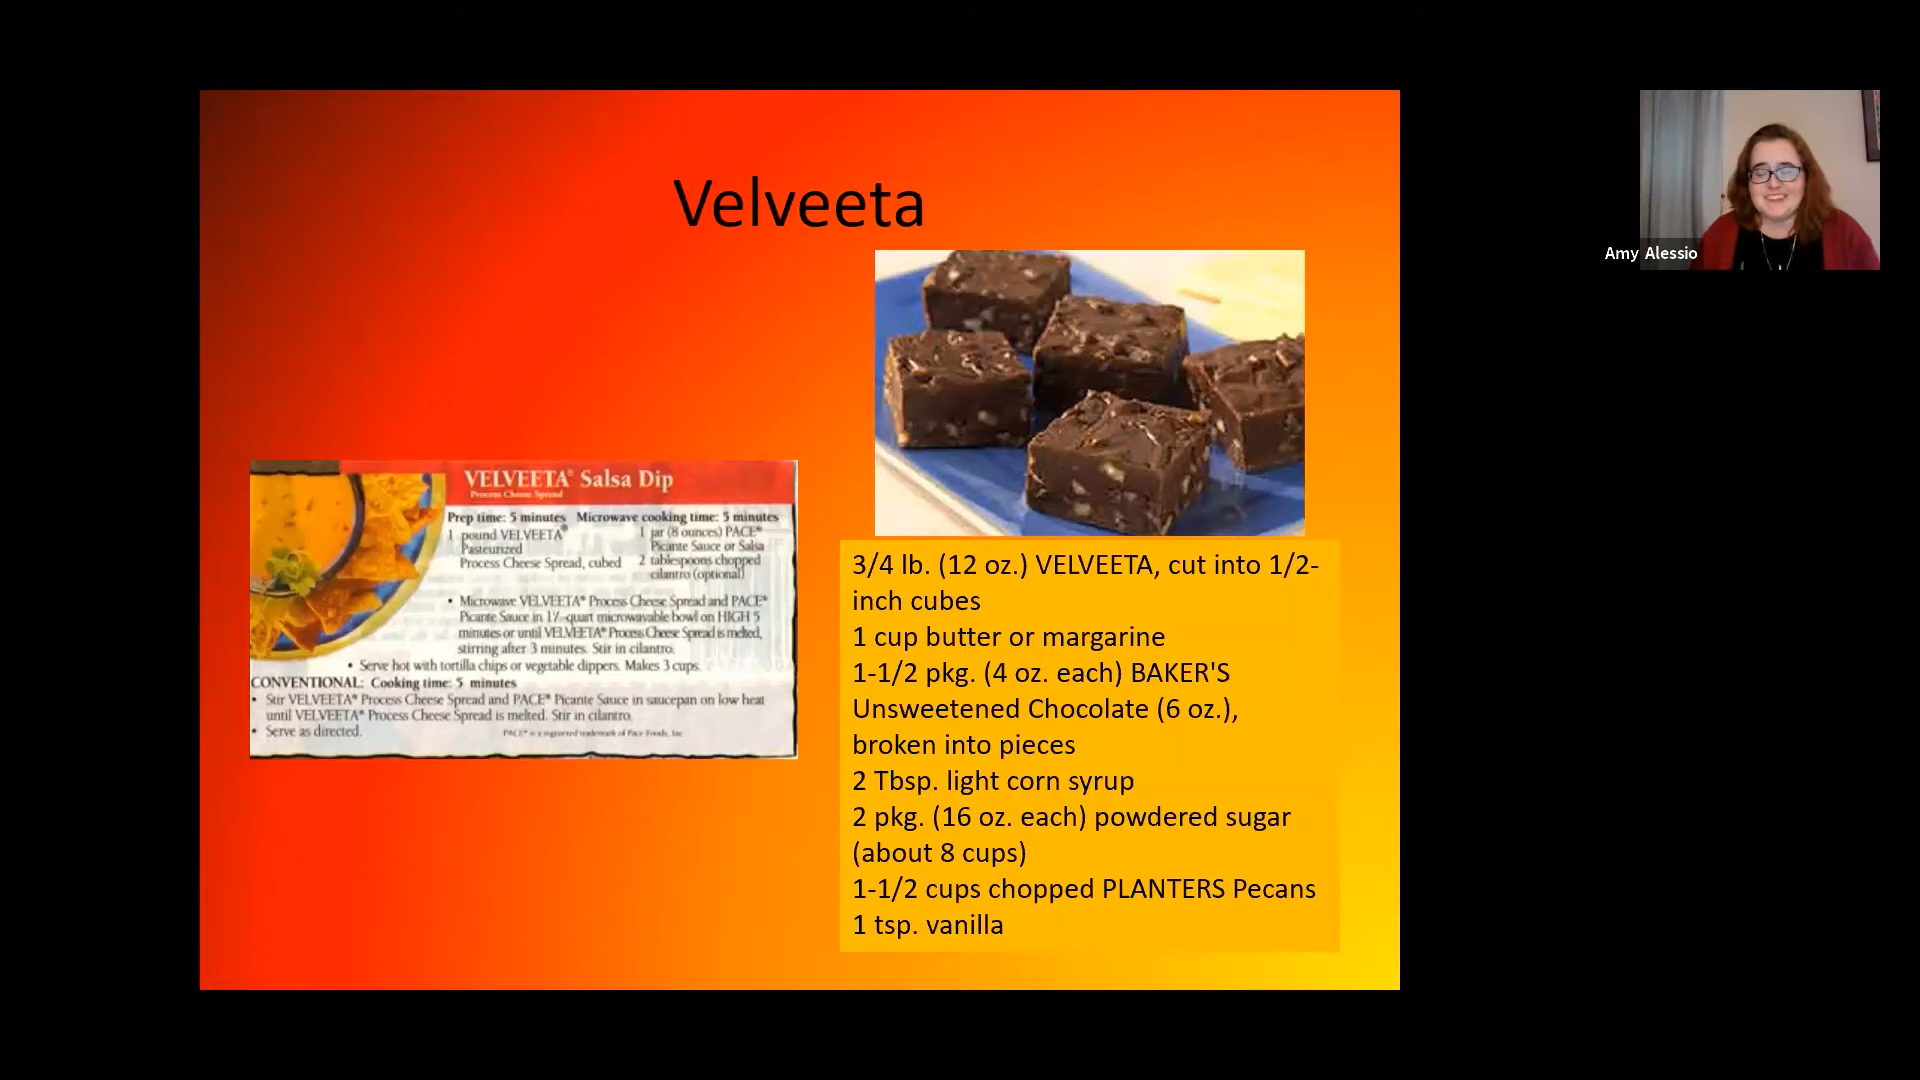 Velveeta
Amy Alessio
VELVEETA® Salsa Dip
Process Cheese Spread
Prep time: 5 minutes Microwave cooking time: 5 minutes
1 pound VELVEETA®
Pasteurized
Process Cheese Spread, cubed
1 jar (8 ounces) PACE®
Picante Sauce or Salsa
2 tablespoons chopped
cilantro (optional)
• Microwave VELVEETA® Process Cheese Spread and PACE®
Picante Sauce in 1½-quart microwavable bowl on HIGH 5
minutes or until VELVEETA® Process Cheese Spread is melted,
stirring after 3 minutes. Stir in cilantro.
• Serve hot with tortilla chips or vegetable dippers. Makes 3 cups.
CONVENTIONAL: Cooking time: 5 minutes
• Stir VELVEETA® Process Cheese Spread and PACE® Picante Sauce in saucepan on low heat
until VELVEETA® Process Cheese Spread is melted. Stir in cilantro.
• Serve as directed.
PACE® is a registered trademark of Pace Foods, Inc.
3/4 lb. (12 oz.) VELVEETA, cut into 1/2-
inch cubes
1 cup butter or margarine
1-1/2 pkg. (4 oz. each) BAKER'S
Unsweetened Chocolate (6 oz.),
broken into pieces
2 Tbsp. light corn syrup
2 pkg. (16 oz. each) powdered sugar
(about 8 cups)
1-1/2 cups chopped PLANTERS Pecans
1 tsp. vanilla